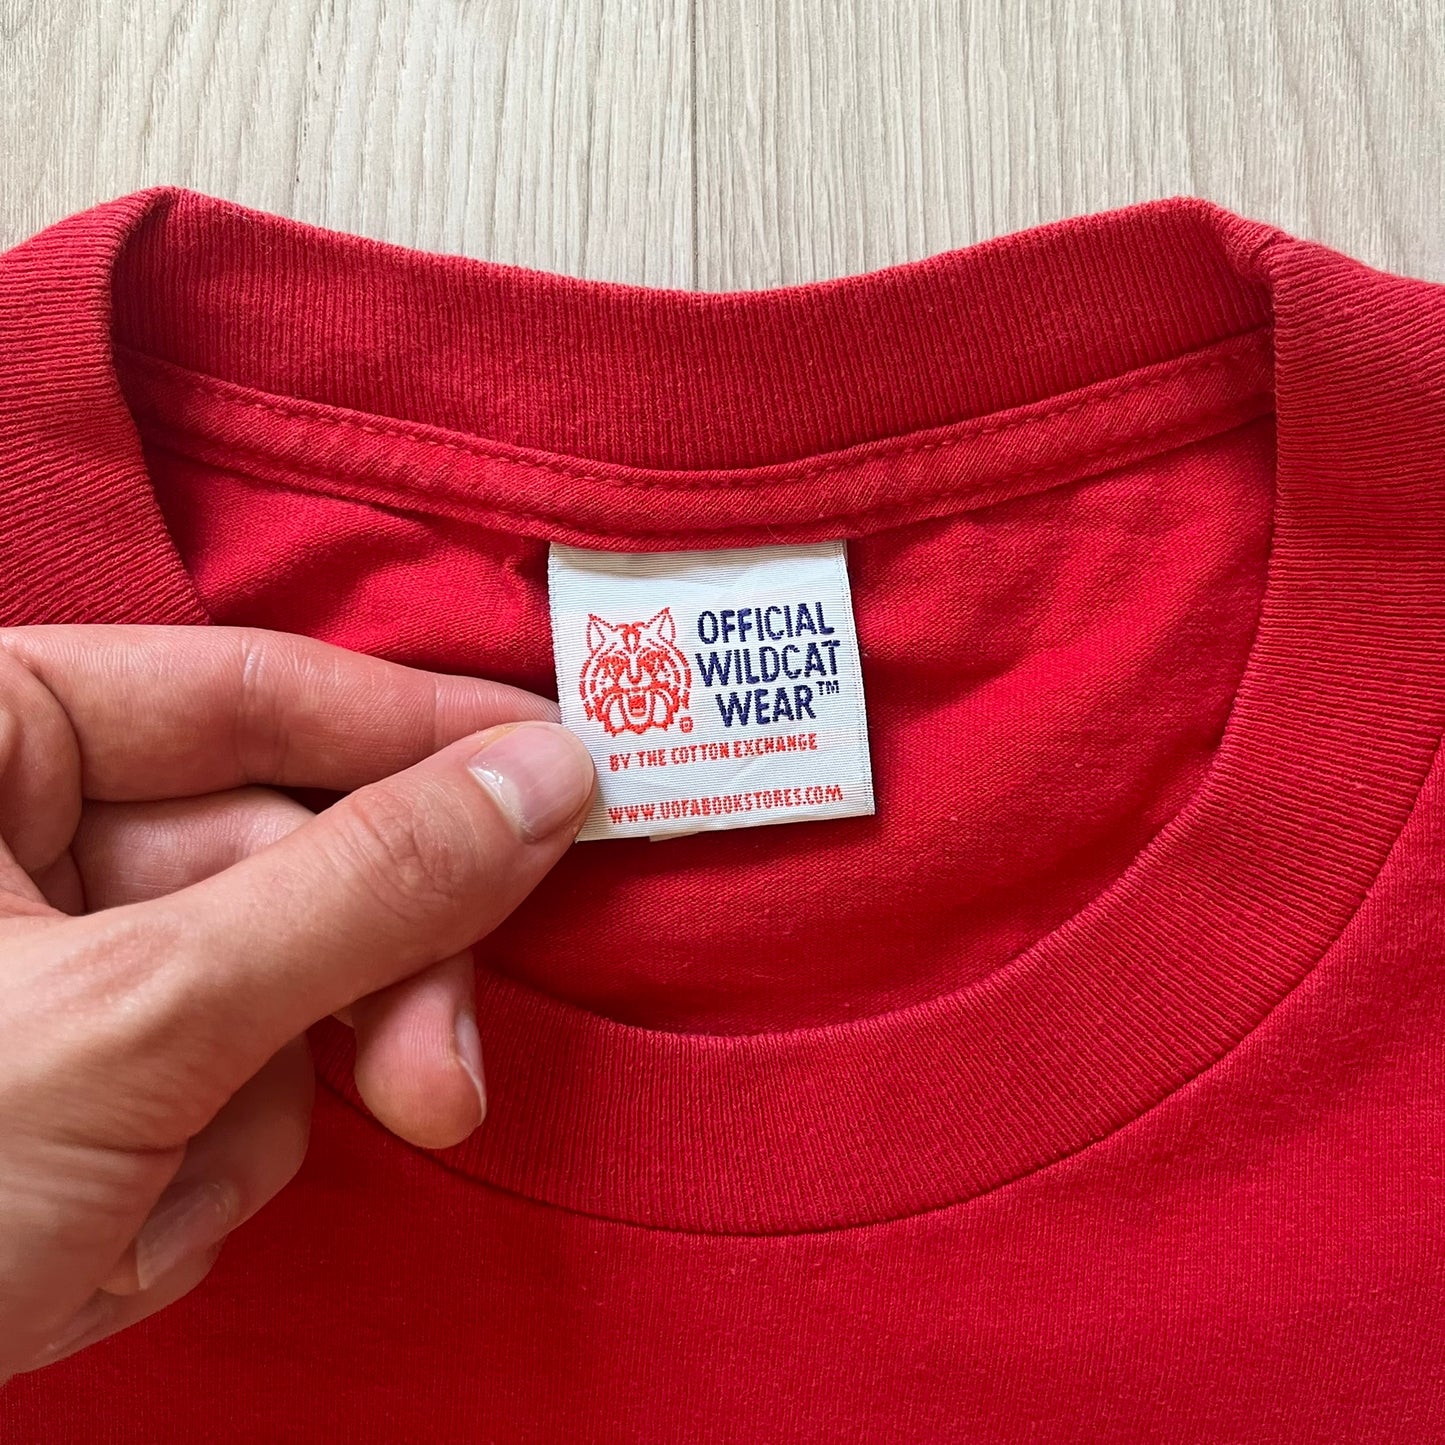 OFFICIAL
WILDCAT
WEAR™
®
BY THE COTTON EXCHANGE
WWW.UOFABOOKSTORES.COM